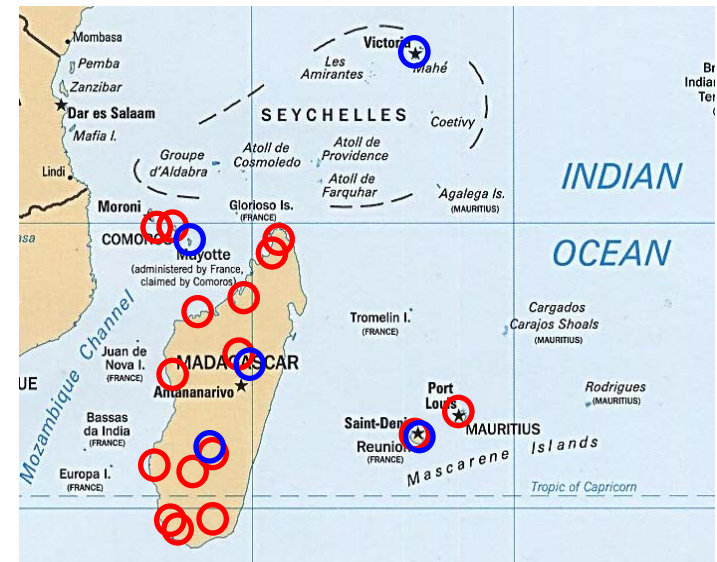 Mombasa
Pemba
Zanzibar
Dar es Salaam
Mafia I.
Lindi
Victoria
Mahé
Les
Amirantes
SEYCHELLES
Coetivy
Groupe
d'Aldabra
Atoll de
Cosmoledo
Atoll de
Providence
Atoll de
Farquhar
Agalega Is.
(MAURITIUS)
Br
Indian
Ter
INDIAN
OCEAN
Moroni
COMOROS
Glorioso Is.
(FRANCE)
Mayotte
(administered by France,
claimed by Comoros)
Mozambique Channel
Tromelin I.
(FRANCE)
Cargados
Carajos Shoals
(MAURITIUS)
Juan de
Nova I.
(FRANCE)
MADAGASCAR
Antananarivo
UE
Bassas
da India
(FRANCE)
Europa I.
(FRANCE)
Port
Louis
MAURITIUS
Rodrigues
(MAURITIUS)
Saint-Denis
Reunion
(FRANCE)
Mascarene Islands
Tropic of Capricorn